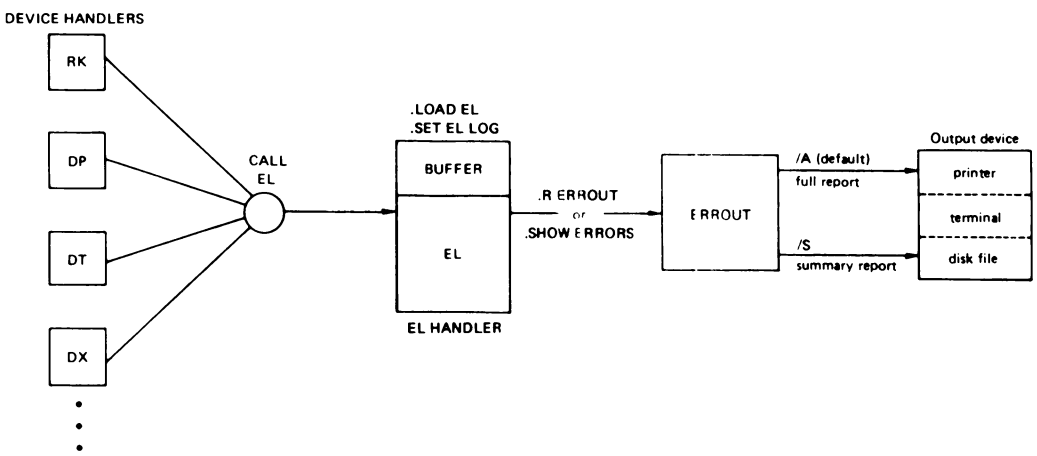 DEVICE HANDLERS
RK
DP
DT
DX
CALL
EL
.LOAD EL
.SET EL LOG
BUFFER
EL
EL HANDLER
.R ERROUT
or
.SHOW ERRORS
ERROUT
/A (default)
full report
/S
summary report
Output device
printer
terminal
disk file